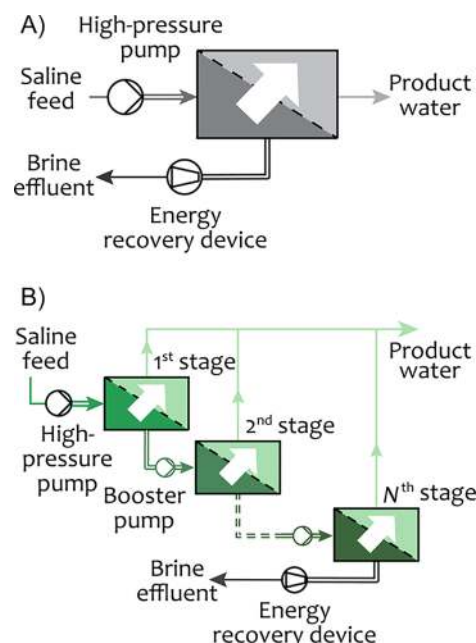 A)
High-pressure
pump
Saline
feed
Product
water
Brine
effluent
Energy
recovery device
B)
Saline
feed
1st stage
Product
water
High-
pressure
pump
2nd stage
Booster
pump
Nth stage
Brine
effluent
Energy
recovery device